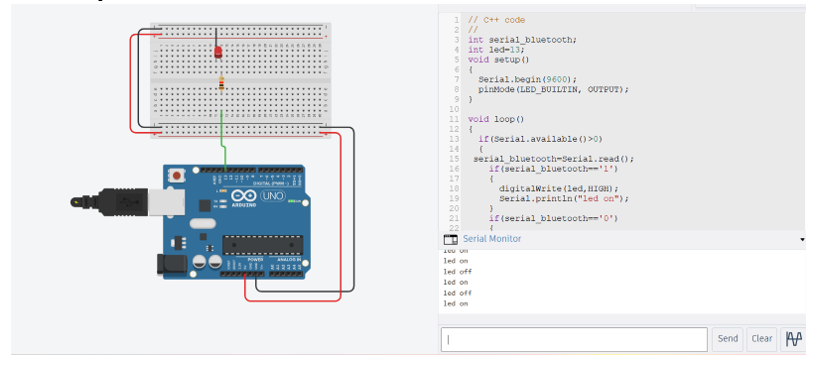 DIGITAL (PWM ~)
UNO
ARDUINO
POWER
ANALOG IN
1 // C++ code
2 //
3 int serial_bluetooth;
4 int led=13;
5 void setup()
6 {
7 Serial.begin(9600);
8 pinMode(LED_BUILTIN, OUTPUT);
9 }
10
11 void loop()
12 {
13 if(Serial.available()>0)
14 {
15 serial_bluetooth=Serial.read();
16 if(serial_bluetooth=='1')
17 {
18 digitalWrite(led,HIGH);
19 Serial.println("led on");
20 }
21 if(serial_bluetooth=='0')
22 {
Serial Monitor
led on
led on
led off
led on
led off
led on
Send
Clear